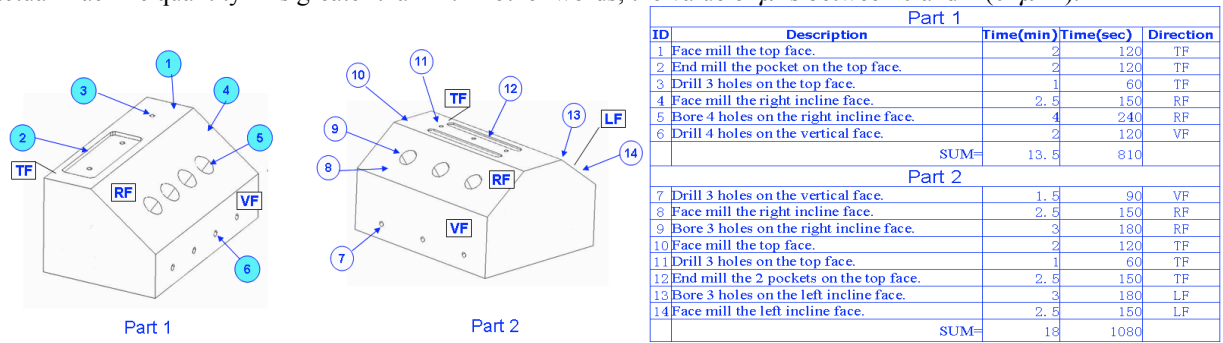 Part 1
ID Description Time(min) Time(sec) Direction
1 Face mill the top face. 2 120 TF
2 End mill the pocket on the top face. 2 120 TF
3 Drill 3 holes on the top face. 1 60 TF
4 Face mill the right incline face. 2.5 150 RF
5 Bore 4 holes on the right incline face. 4 240 RF
6 Drill 4 holes on the vertical face. 2 120 VF
SUM= 13.5 810
Part 2
7 Drill 3 holes on the vertical face. 1.5 90 VF
8 Face mill the right incline face. 2.5 150 RF
9 Bore 3 holes on the right incline face. 3 180 RF
10 Face mill the top face. 2 120 TF
11 Drill 3 holes on the top face. 1 60 TF
12 End mill the 2 pockets on the top face. 2.5 150 TF
13 Bore 3 holes on the left incline face. 3 180 LF
14 Face mill the left incline face. 2.5 150 LF
SUM= 18 1080
1
3
4
2
5
TF
RF
VF
6
Part 1
11
10
TF
12
9
13
LF
8
14
RF
VF
7
Part 2